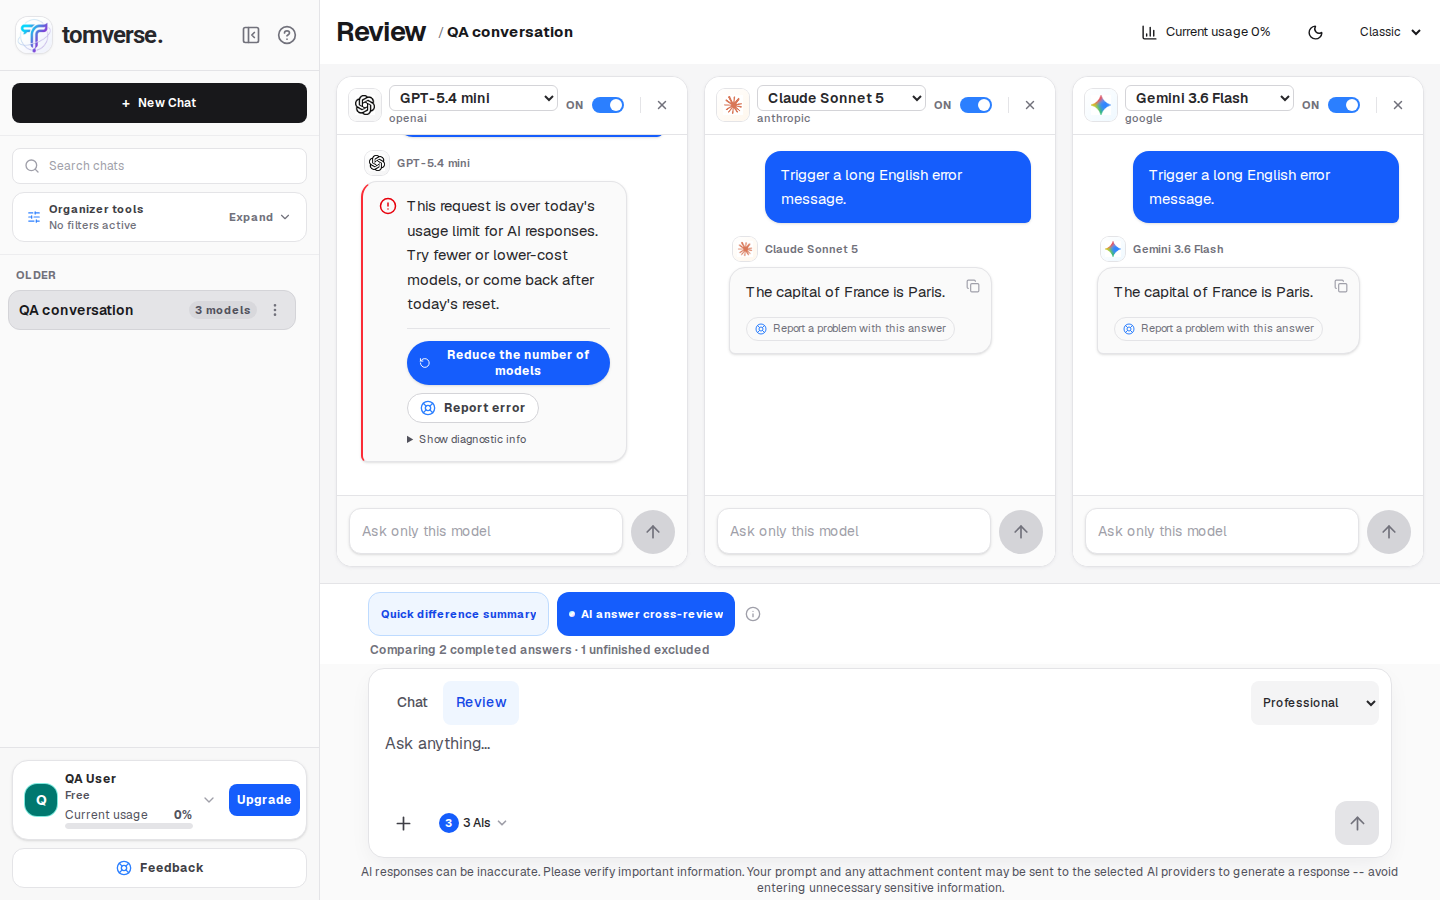 tomverse.
+ New Chat
Search chats
Organizer tools
No filters active
Expand
OLDER
QA conversation
3 models
Q
QA User
Free
Current usage 0%
Upgrade
Feedback
Review / QA conversation
Current usage 0%
Classic
GPT-5.4 mini
openai
ON
GPT-5.4 mini
This request is over today's
usage limit for AI responses.
Try fewer or lower-cost
models, or come back after
today's reset.
Reduce the number of
models
Report error
Show diagnostic info
Ask only this model
Claude Sonnet 5
anthropic
ON
Trigger a long English error
message.
Claude Sonnet 5
The capital of France is Paris.
Report a problem with this answer
Ask only this model
Gemini 3.6 Flash
google
ON
Trigger a long English error
message.
Gemini 3.6 Flash
The capital of France is Paris.
Report a problem with this answer
Ask only this model
Quick difference summary
AI answer cross-review
Comparing 2 completed answers · 1 unfinished excluded
Chat
Review
Professional
Ask anything...
3 3 AIs
AI responses can be inaccurate. Please verify important information. Your prompt and any attachment content may be sent to the selected AI providers to generate a response -- avoid
entering unnecessary sensitive information.